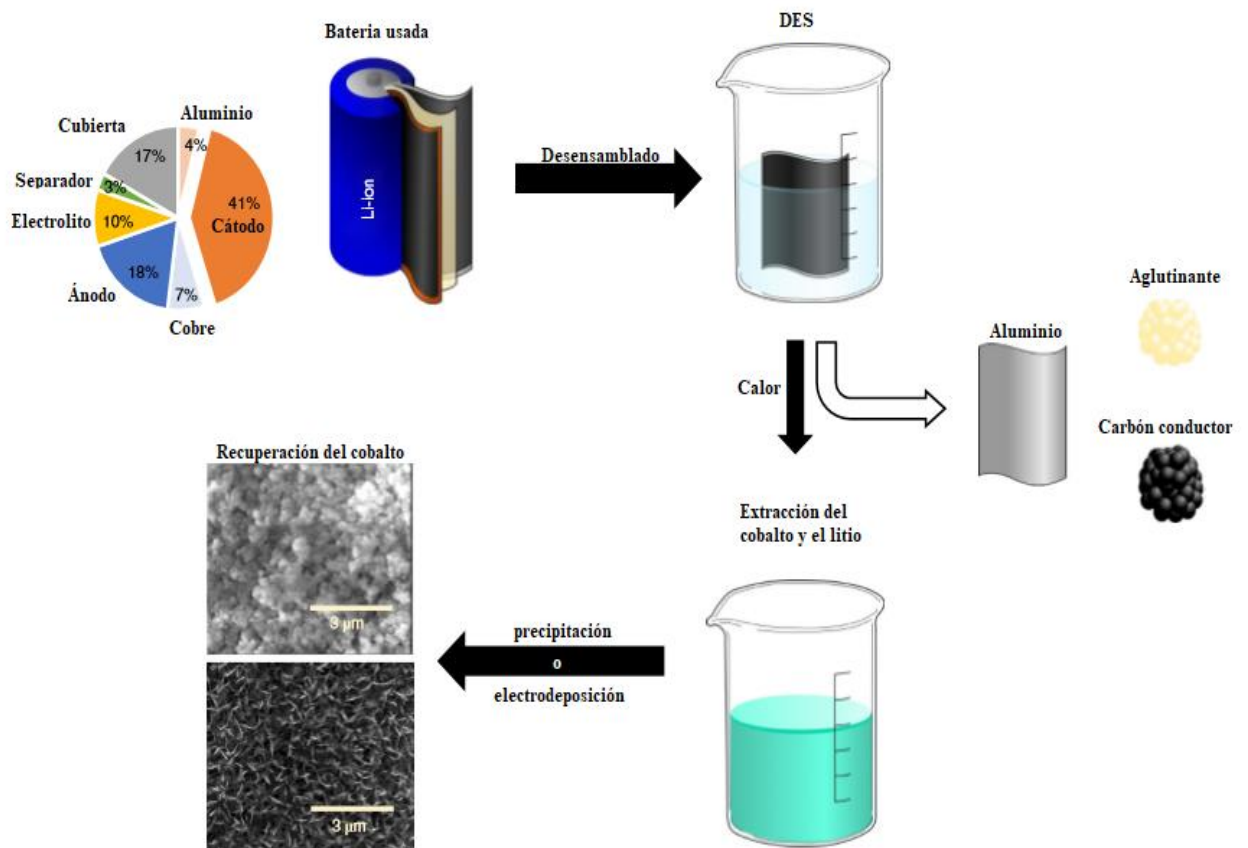 DES
Bateria usada
Aluminio
Cubierta
4%
17%
Separador
3%
41%
Cátodo
Electrolito
10%
18%
7%
Ánodo
Cobre
Li-Ion
Desensamblado
Aglutinante
Aluminio
Calor
Carbón conductor
Recuperación del cobalto
3 µm
Extracción del
cobalto y el litio
precipitación
o
electrodeposición
3 µm